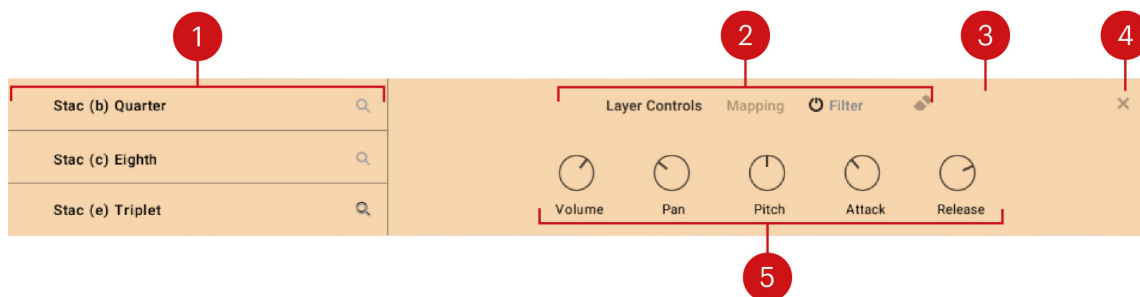 1 2 3 4
Stac (b) Quarter Layer Controls Mapping Filter
Stac (c) Eighth
Stac (e) Triplet Volume Pan Pitch Attack Release
5